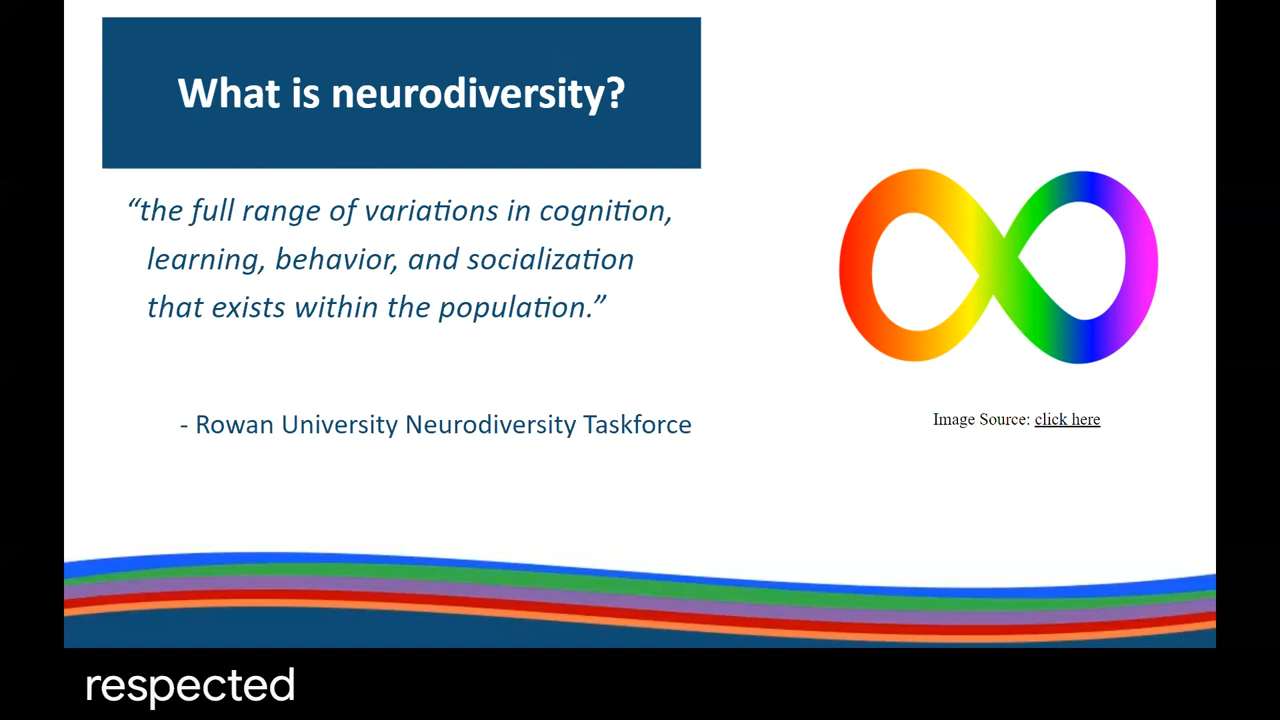 What is neurodiversity?
“the full range of variations in cognition,
learning, behavior, and socialization
that exists within the population.”
- Rowan University Neurodiversity Taskforce
Image Source: click here
respected